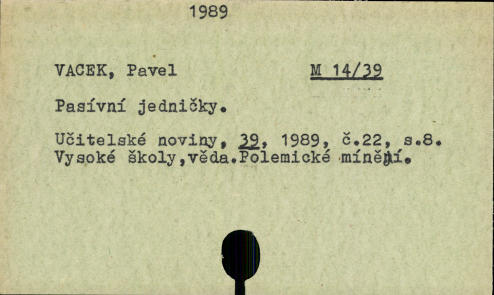 1989
VACEK, Pavel M 14/39
Pasívní jedničky.
Učitelské noviny, 39, 1989, č.22, s.8.
Vysoké školy,věda.Polemické mínění.